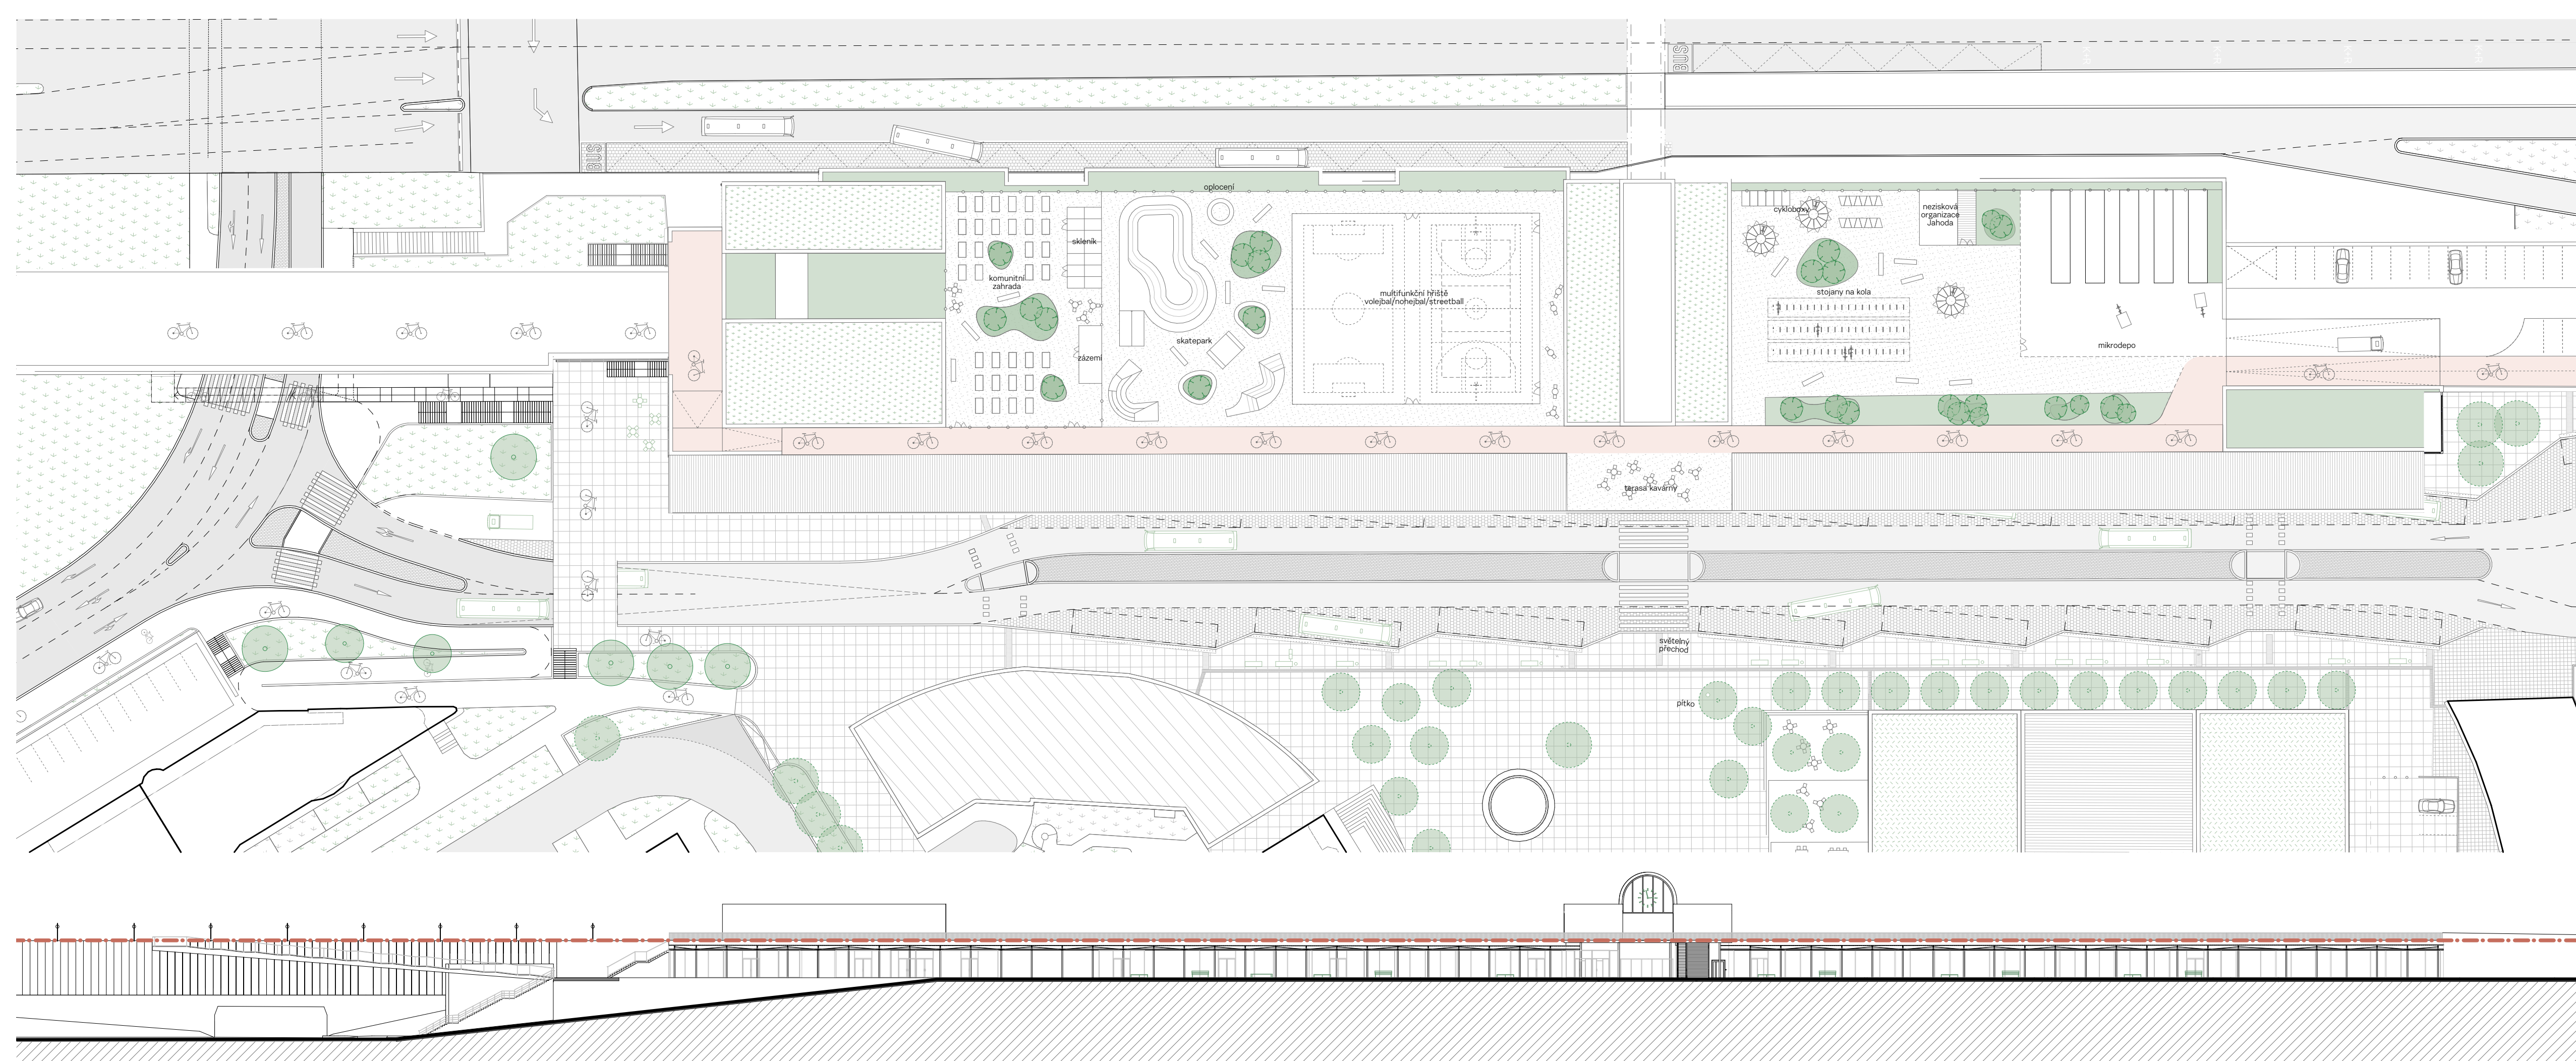 BUS
BUS
oplocení
cykloboxy
nezisková
organizace
Jahoda
skleník
komunitní
zahrada
multifunkční hřiště
volejbal/nohejbal/streetball
stojany na kola
skatepark
mikrodepo
zázemí
terasa kavárny
světelný
přechod
pítko